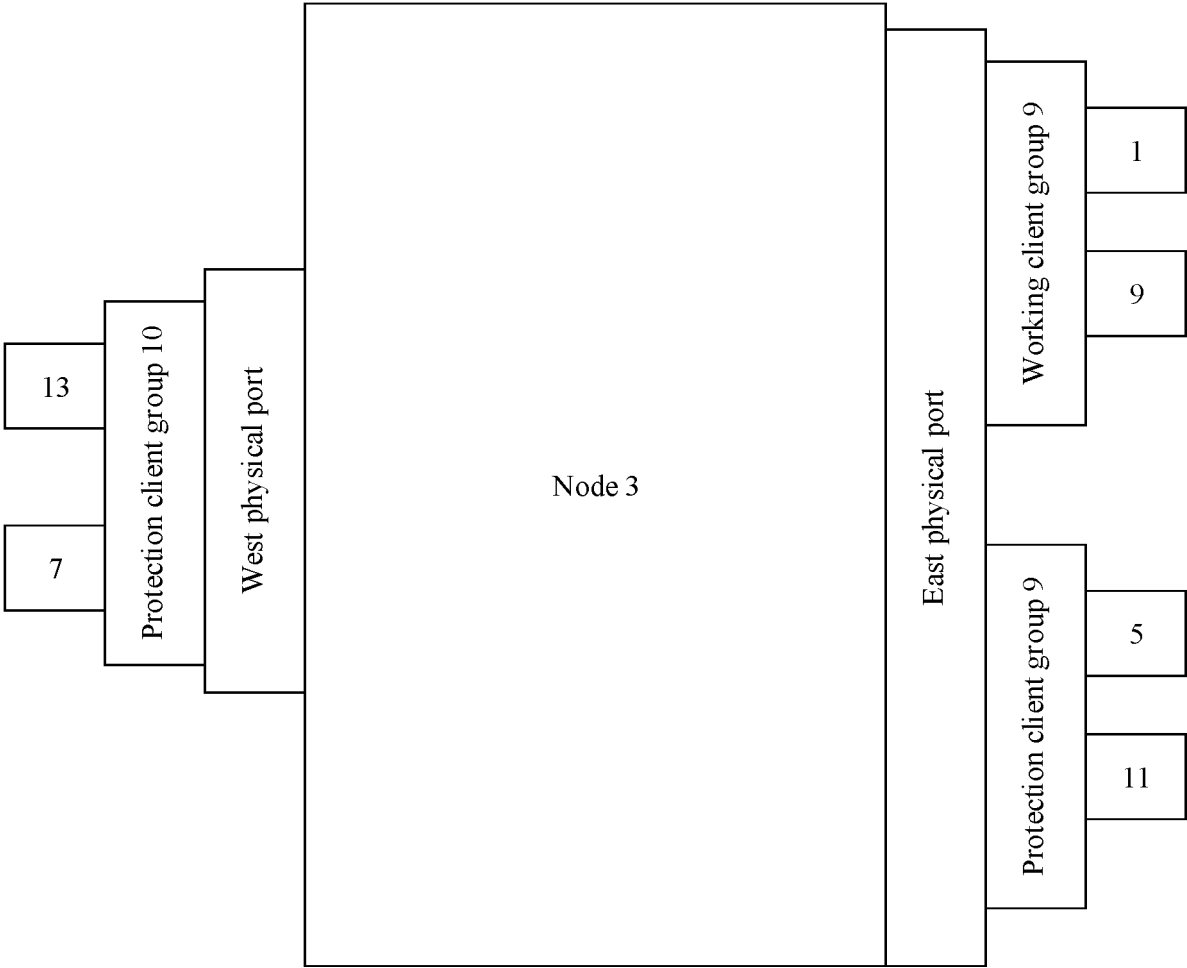 13
7
Protection client group 10
West physical port
Node 3
East physical port
Working client group 9
1
9
Protection client group 9
5
11